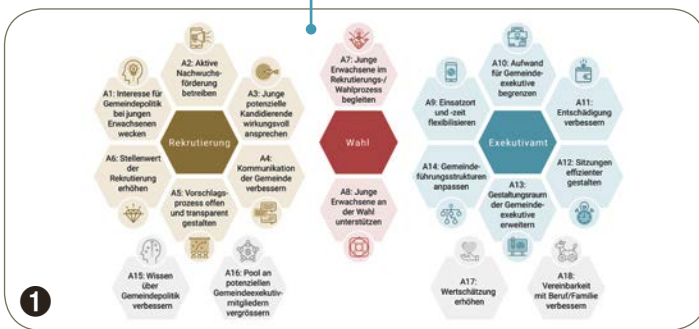 A1: Interesse für
Gemeindepolitik
bei jungen
Erwachsenen
wecken
A2: Aktive
Nachwuchs-
förderung
betreiben
A3: Junge
potenzielle
Kanddierende
wirkungsvoll
ansprechen
Rekrutierung
A6: Stellenwert
der
Rekrutierung
erhöhen
A5: Vorschlags-
prozess offen
und transparent
gestalten
A4:
Kommunikation
der Gemeinde
verbessern
A15: Wissen
über
Gemeindepolitik
verbessern
A16: Pool an
potenziellen
Gemeindeexekutiv-
mitgliedern
vergrössern
A7: Junge
Erwachsene im
Rekrutierungs-/
Wahlprozess
begleiten
Wahl
A8: Junge
Erwachsene an
der Wahl
unterstützen
A9: Einsatzort
und -zeit
flexibilisieren
A10: Aufwand
für Gemeinde-
exekutive
begrenzen
A11:
Entschädigung
verbessern
Exekutivamt
A14: Gemeinde-
führungsstrukturen
anpassen
A13:
Gestaltungsraum
der Gemeinde-
exekutive
erweitern
A12: Sitzungen
effizienter
gestalten
A17:
Wertschätzung
erhöhen
A18:
Vereinbarkeit
mit Beruf/Familie
verbessern
1